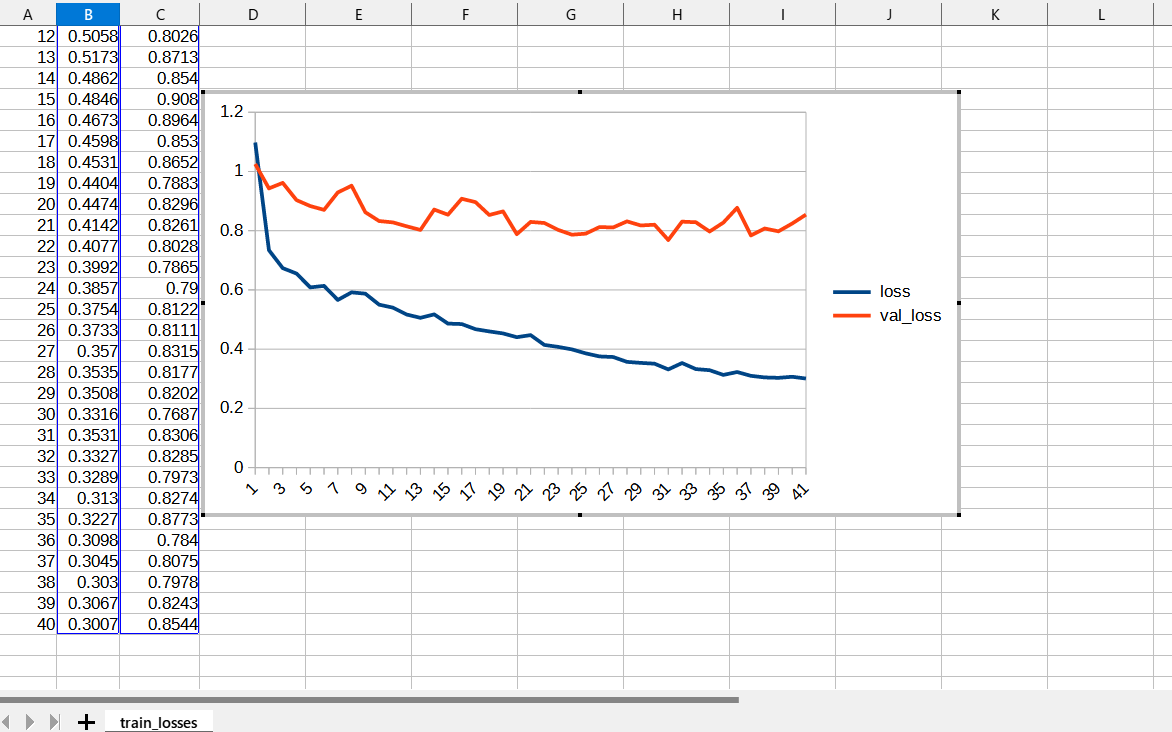 A B C D E F G H I J K L
12 0.5058 0.8026
13 0.5173 0.8713
14 0.4862 0.854
15 0.4846 0.908
16 0.4673 0.8964
17 0.4598 0.853
18 0.4531 0.8652
19 0.4404 0.7883
20 0.4474 0.8296
21 0.4142 0.8261
22 0.4077 0.8028
23 0.3992 0.7865
24 0.3857 0.79
25 0.3754 0.8122
26 0.3733 0.8111
27 0.357 0.8315
28 0.3535 0.8177
29 0.3508 0.8202
30 0.3316 0.7687
31 0.3531 0.8306
32 0.3327 0.8285
33 0.3289 0.7973
34 0.313 0.8274
35 0.3227 0.8773
36 0.3098 0.784
37 0.3045 0.8075
38 0.303 0.7978
39 0.3067 0.8243
40 0.3007 0.8544
1.2
1
0.8
0.6
0.4
0.2
0
1 3 5 7 9 11 13 15 17 19 21 23 25 27 29 31 33 35 37 39 41
loss
val_loss
train_losses